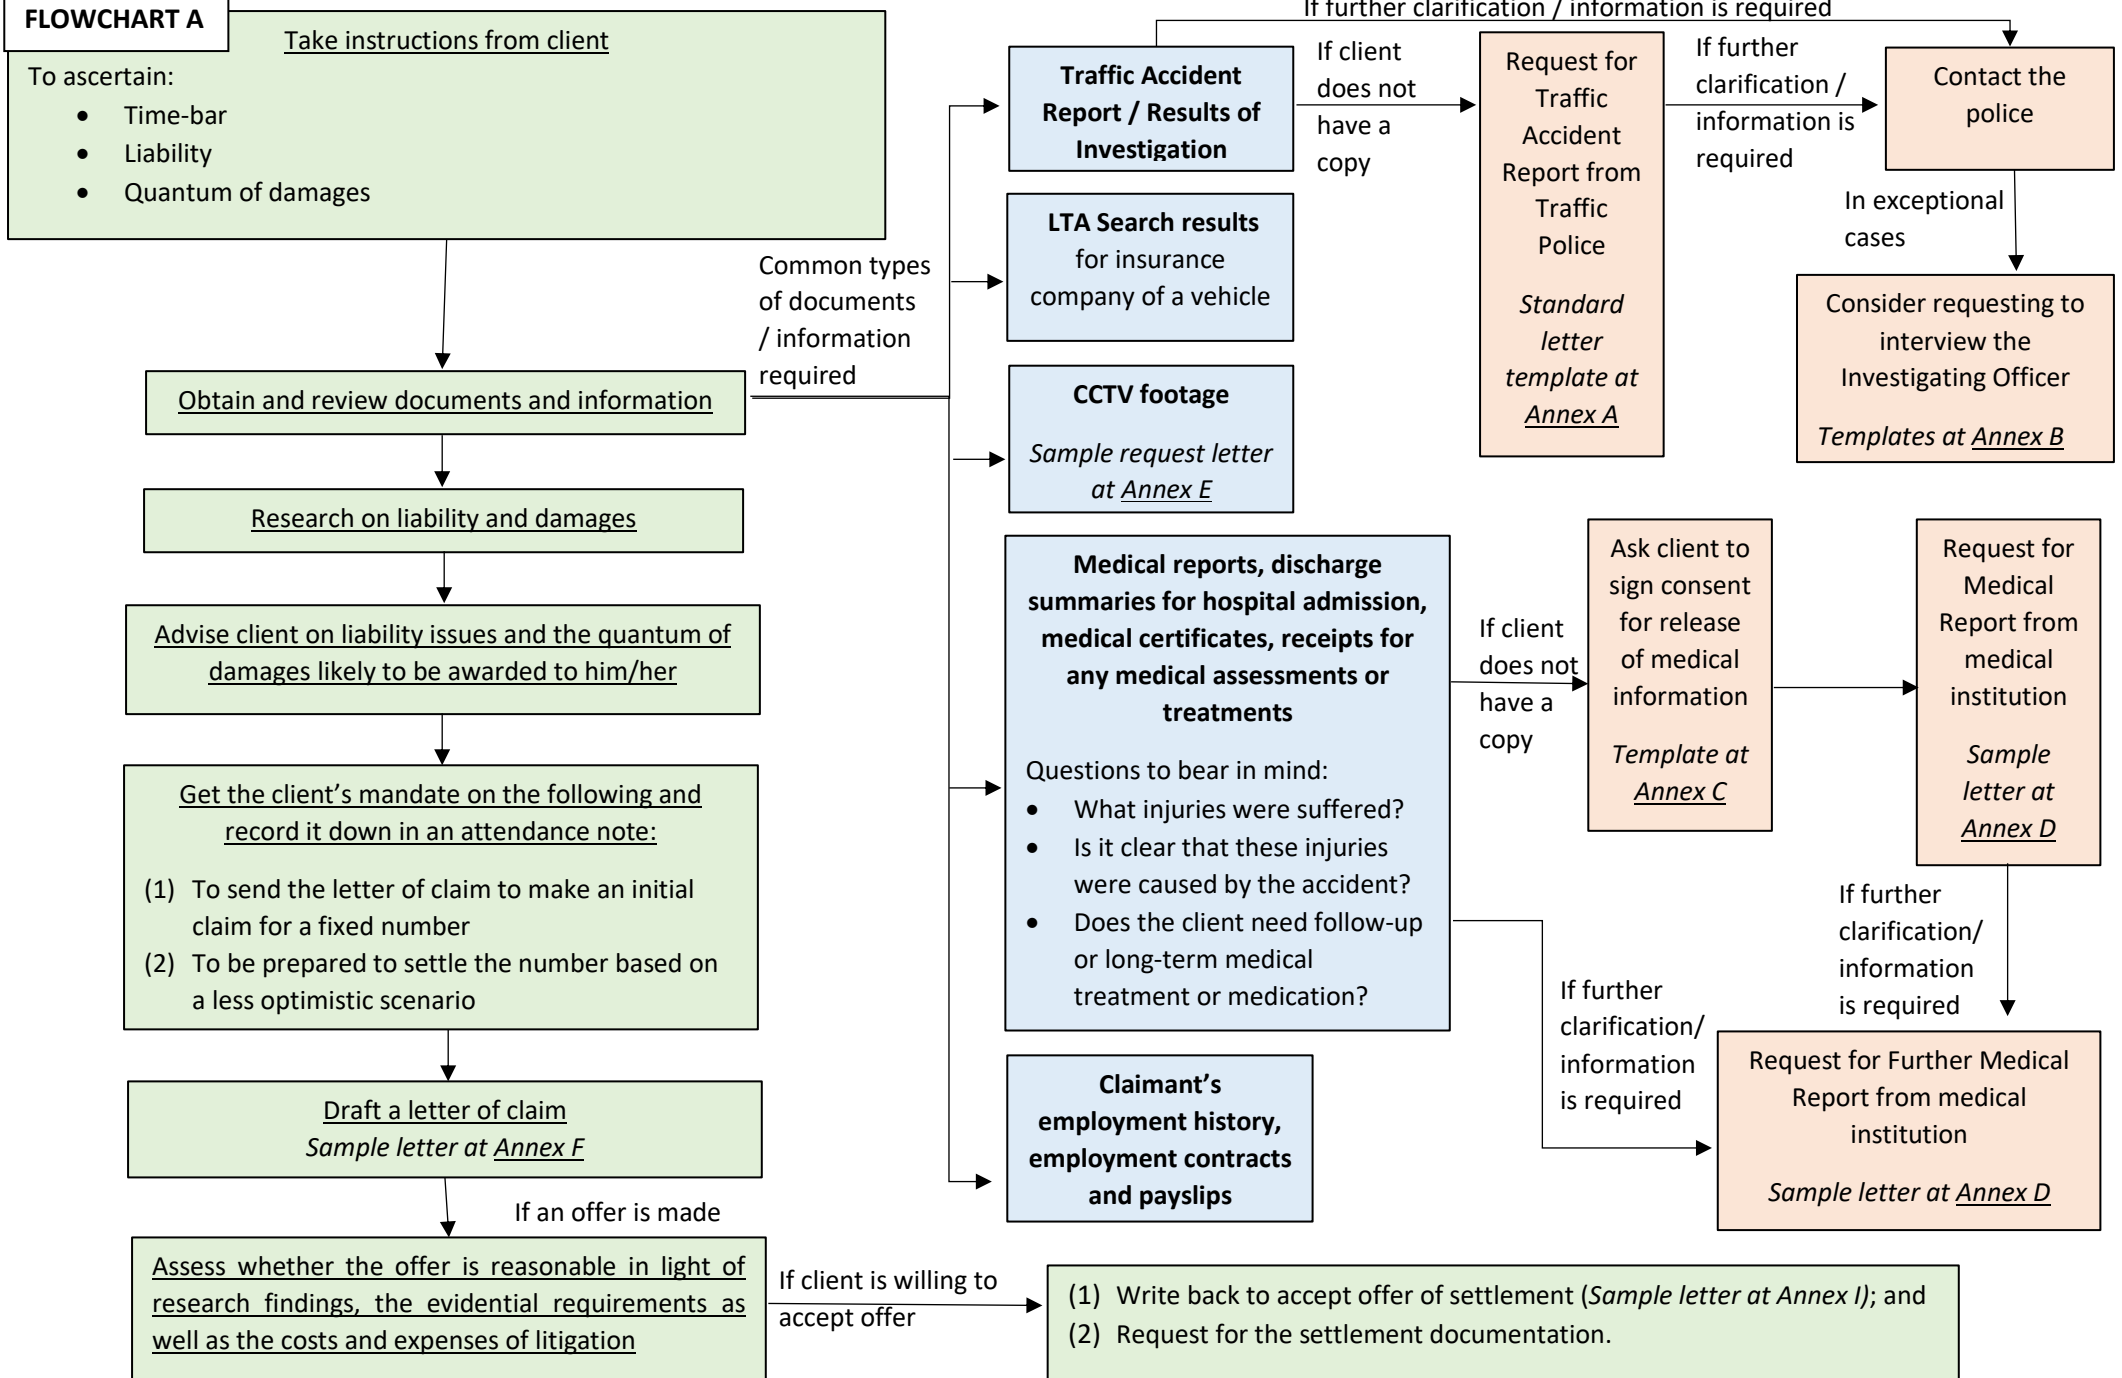 FLOWCHART A
Take instructions from client
To ascertain:
• Time-bar
• Liability
• Quantum of damages
Obtain and review documents and information
Research on liability and damages
Advise client on liability issues and the quantum of
damages likely to be awarded to him/her
Get the client’s mandate on the following and
record it down in an attendance note:
(1) To send the letter of claim to make an initial
claim for a fixed number
(2) To be prepared to settle the number based on
a less optimistic scenario
Draft a letter of claim
Sample letter at Annex F
If an offer is made
Assess whether the offer is reasonable in light of
research findings, the evidential requirements as
well as the costs and expenses of litigation
If client is willing to
accept offer
(1) Write back to accept offer of settlement (Sample letter at Annex I); and
(2) Request for the settlement documentation.
Common types
of documents
/ information
required
If further clarification / information is required
Traffic Accident
Report / Results of
Investigation
If client
does not
have a
copy
Request for
Traffic
Accident
Report from
Traffic
Police
Standard
letter
template at
Annex A
If further
clarification /
information is
required
Contact the
police
In exceptional
cases
Consider requesting to
interview the
Investigating Officer
Templates at Annex B
LTA Search results
for insurance
company of a vehicle
CCTV footage
Sample request letter
at Annex E
Medical reports, discharge
summaries for hospital admission,
medical certificates, receipts for
any medical assessments or
treatments
Questions to bear in mind:
• What injuries were suffered?
• Is it clear that these injuries
were caused by the accident?
• Does the client need follow-up
or long-term medical
treatment or medication?
If client
does not
have a
copy
Ask client to
sign consent
for release
of medical
information
Template at
Annex C
Request for
Medical
Report from
medical
institution
Sample
letter at
Annex D
If further
clarification/
information
is required
If further
clarification/
information
is required
Request for Further Medical
Report from medical
institution
Sample letter at Annex D
Claimant’s
employment history,
employment contracts
and payslips